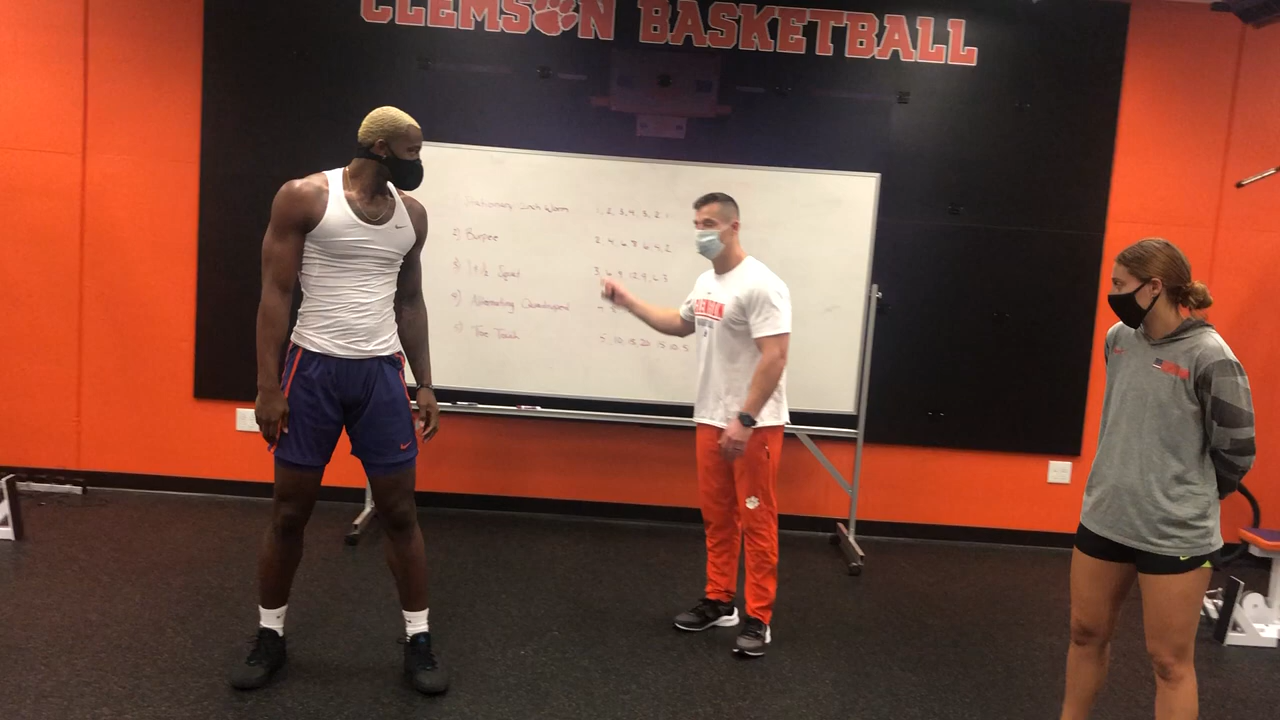 CLEMSON BASKETBALL
Stationary Inch Worm 1, 2, 3, 4, 3, 2, 1
2) Burpee 2, 4, 6, 8, 6, 4, 2
3) 1 + 1/2 Squat 3, 6, 9, 12, 9, 6, 3
4) Alternating Quadruped
5) Toe Touch 5, 10, 15, 20 15, 10, 5